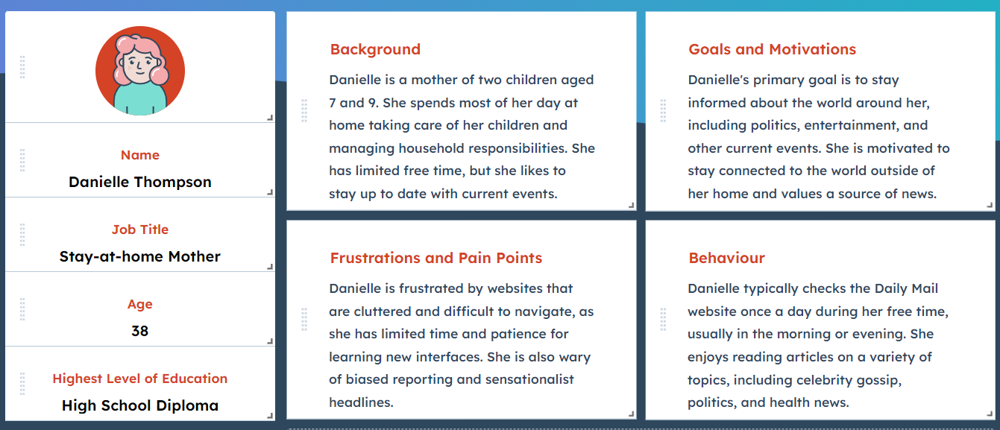 Name
Danielle Thompson
Job Title
Stay-at-home Mother
Age
38
Highest Level of Education
High School Diploma
Background
Danielle is a mother of two children aged
7 and 9. She spends most of her day at
home taking care of her children and
managing household responsibilities. She
has limited free time, but she likes to
stay up to date with current events.
Goals and Motivations
Danielle's primary goal is to stay
informed about the world around her,
including politics, entertainment, and
other current events. She is motivated to
stay connected to the world outside of
her home and values a source of news.
Frustrations and Pain Points
Danielle is frustrated by websites that
are cluttered and difficult to navigate, as
she has limited time and patience for
learning new interfaces. She is also wary
of biased reporting and sensationalist
headlines.
Behaviour
Danielle typically checks the Daily Mail
website once a day during her free time,
usually in the morning or evening. She
enjoys reading articles on a variety of
topics, including celebrity gossip,
politics, and health news.